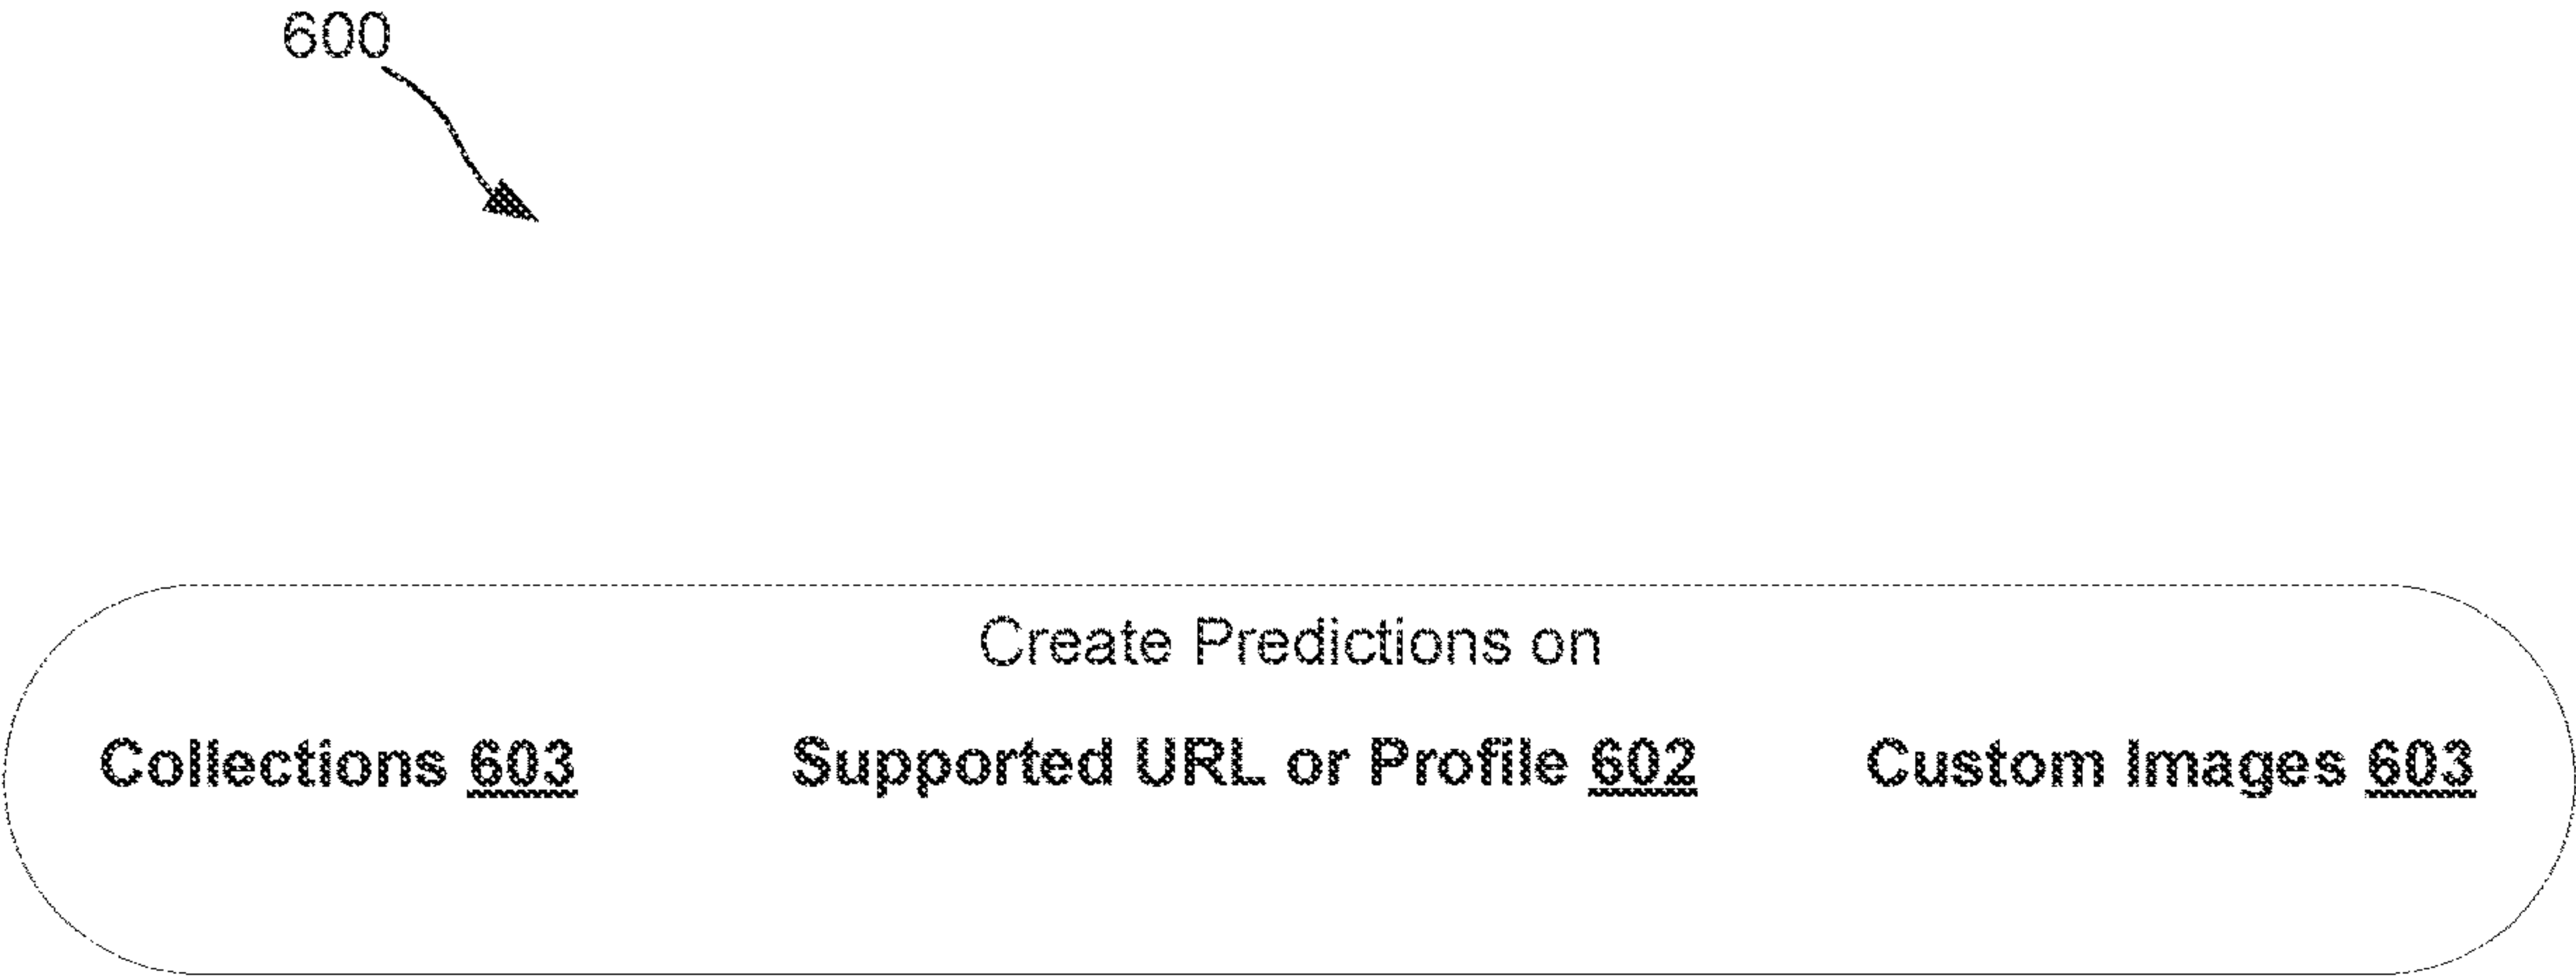 600
Create Predictions on
Collections 603 Supported URL or Profile 602 Custom Images 603